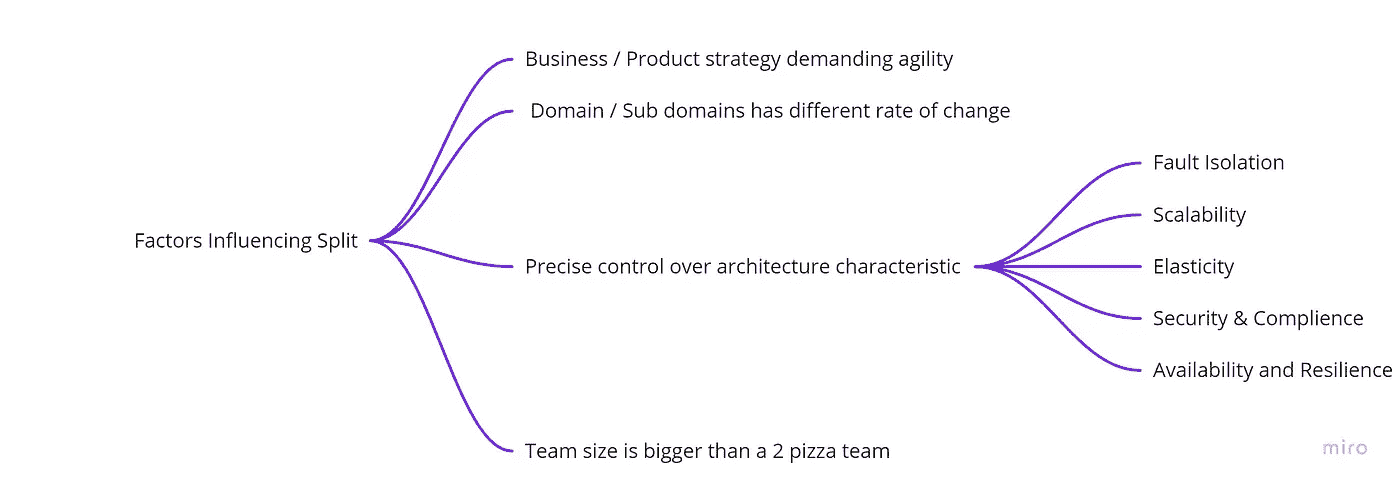 Business / Product strategy demanding agility
Domain / Sub domains has different rate of change
Fault Isolation
Scalability
Factors Influencing Split
Precise control over architecture characteristic
Elasticity
Security & Complience
Availability and Resilience
Team size is bigger than a 2 pizza team
miro